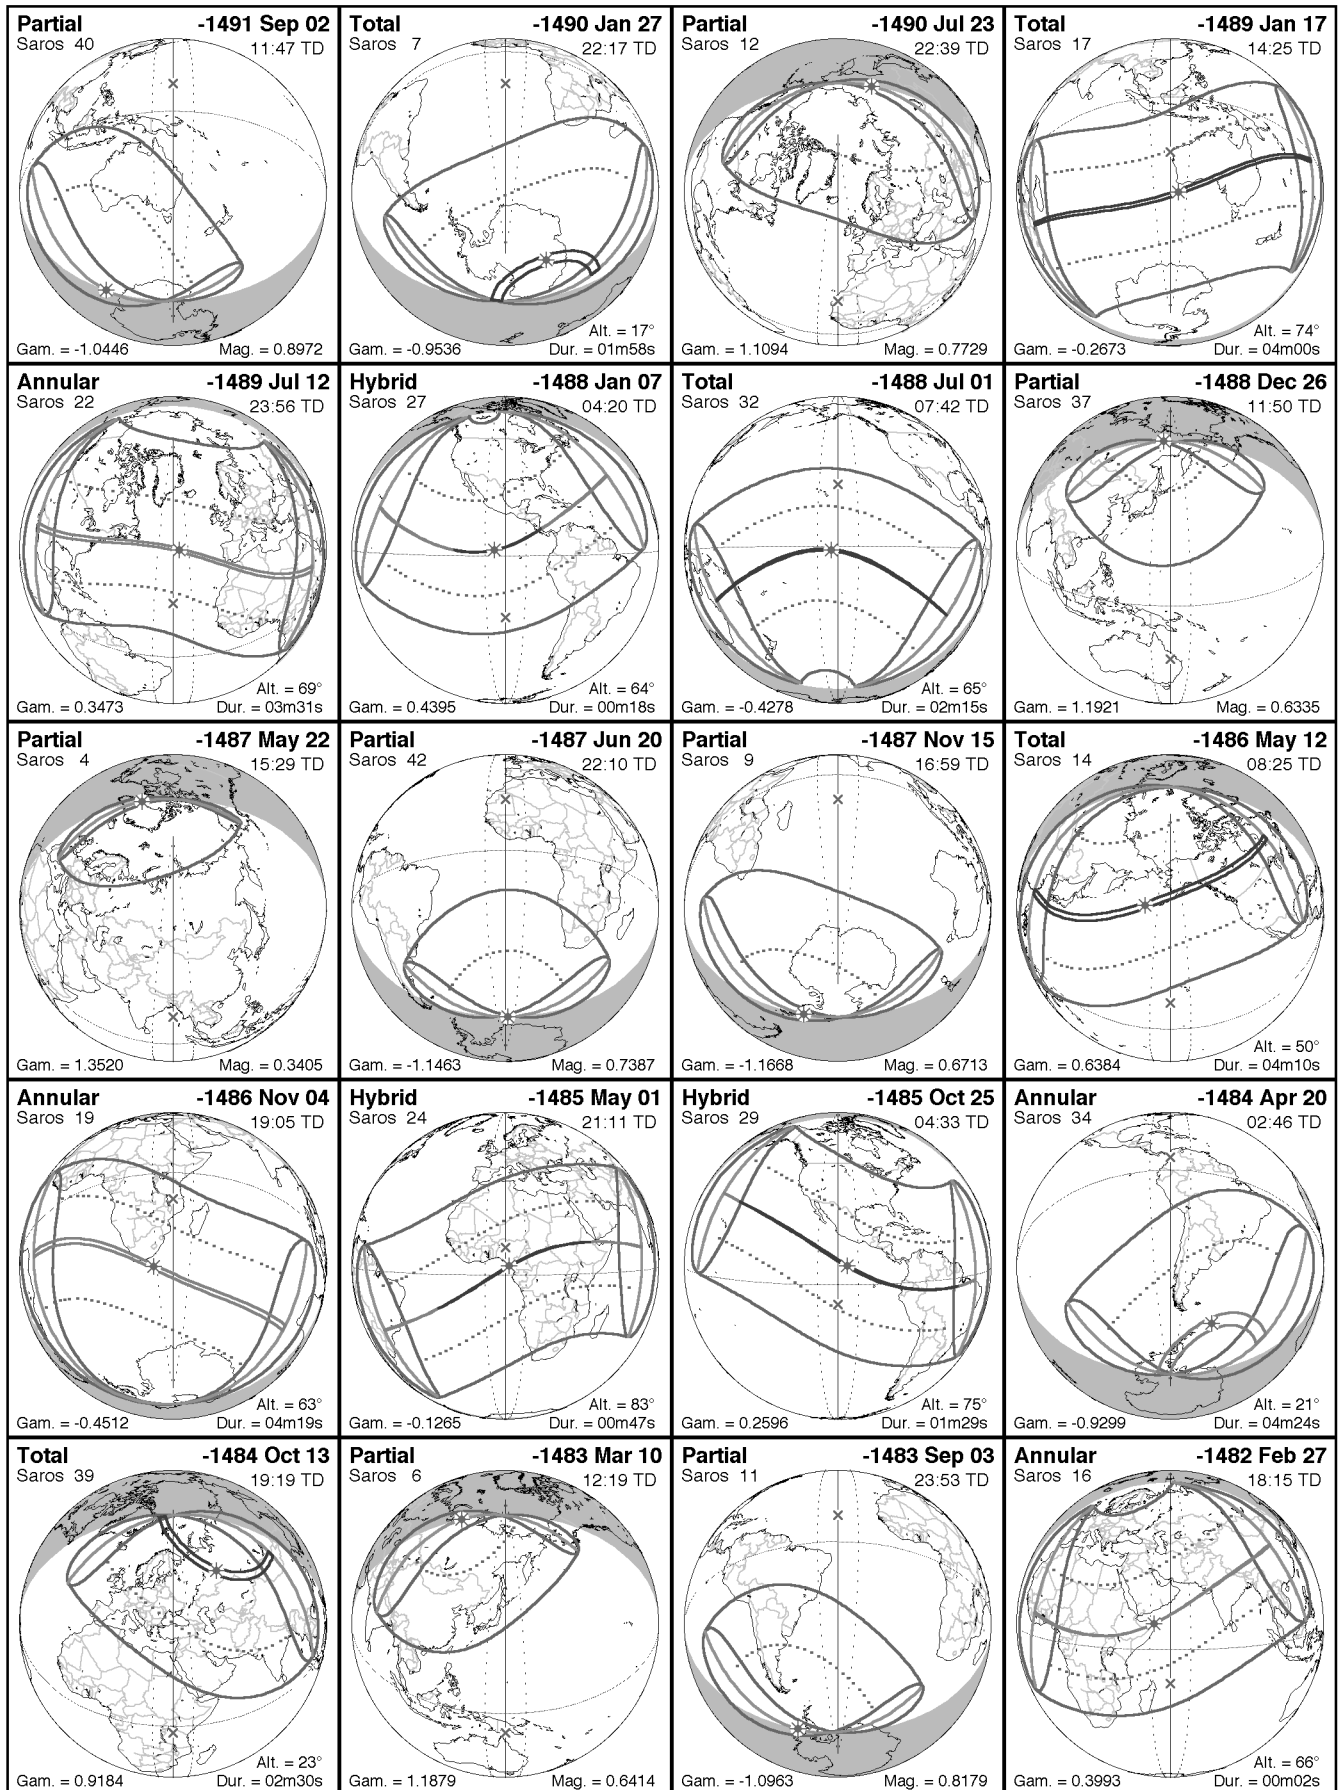 Partial -1491 Sep 02
Saros 40 11:47 TD
Gam. = -1.0446 Mag. = 0.8972
Total -1490 Jan 27
Saros 7 22:17 TD
Alt. = 17°
Gam. = -0.9536 Dur. = 01m58s
Partial -1490 Jul 23
Saros 12 22:39 TD
Gam. = 1.1094 Mag. = 0.7729
Total -1489 Jan 17
Saros 17 14:25 TD
Alt. = 74°
Gam. = -0.2673 Dur. = 04m00s
Annular -1489 Jul 12
Saros 22 23:56 TD
Alt. = 69°
Gam. = 0.3473 Dur. = 03m31s
Hybrid -1488 Jan 07
Saros 27 04:20 TD
Alt. = 64°
Gam. = 0.4395 Dur. = 00m18s
Total -1488 Jul 01
Saros 32 07:42 TD
Alt. = 65°
Gam. = -0.4278 Dur. = 02m15s
Partial -1488 Dec 26
Saros 37 11:50 TD
Gam. = 1.1921 Mag. = 0.6335
Partial -1487 May 22
Saros 4 15:29 TD
Gam. = 1.3520 Mag. = 0.3405
Partial -1487 Jun 20
Saros 42 22:10 TD
Gam. = -1.1463 Mag. = 0.7387
Partial -1487 Nov 15
Saros 9 16:59 TD
Gam. = -1.1668 Mag. = 0.6713
Total -1486 May 12
Saros 14 08:25 TD
Alt. = 50°
Gam. = 0.6384 Dur. = 04m10s
Annular -1486 Nov 04
Saros 19 19:05 TD
Alt. = 63°
Gam. = -0.4512 Dur. = 04m19s
Hybrid -1485 May 01
Saros 24 21:11 TD
Alt. = 83°
Gam. = -0.1265 Dur. = 00m47s
Hybrid -1485 Oct 25
Saros 29 04:33 TD
Alt. = 75°
Gam. = 0.2596 Dur. = 01m29s
Annular -1484 Apr 20
Saros 34 02:46 TD
Alt. = 21°
Gam. = -0.9299 Dur. = 04m24s
Total -1484 Oct 13
Saros 39 19:19 TD
Alt. = 23°
Gam. = 0.9184 Dur. = 02m30s
Partial -1483 Mar 10
Saros 6 12:19 TD
Gam. = 1.1879 Mag. = 0.6414
Partial -1483 Sep 03
Saros 11 23:53 TD
Gam. = -1.0963 Mag. = 0.8179
Annular -1482 Feb 27
Saros 16 18:15 TD
Alt. = 66°
Gam. = 0.3993 Dur. = 00m02s